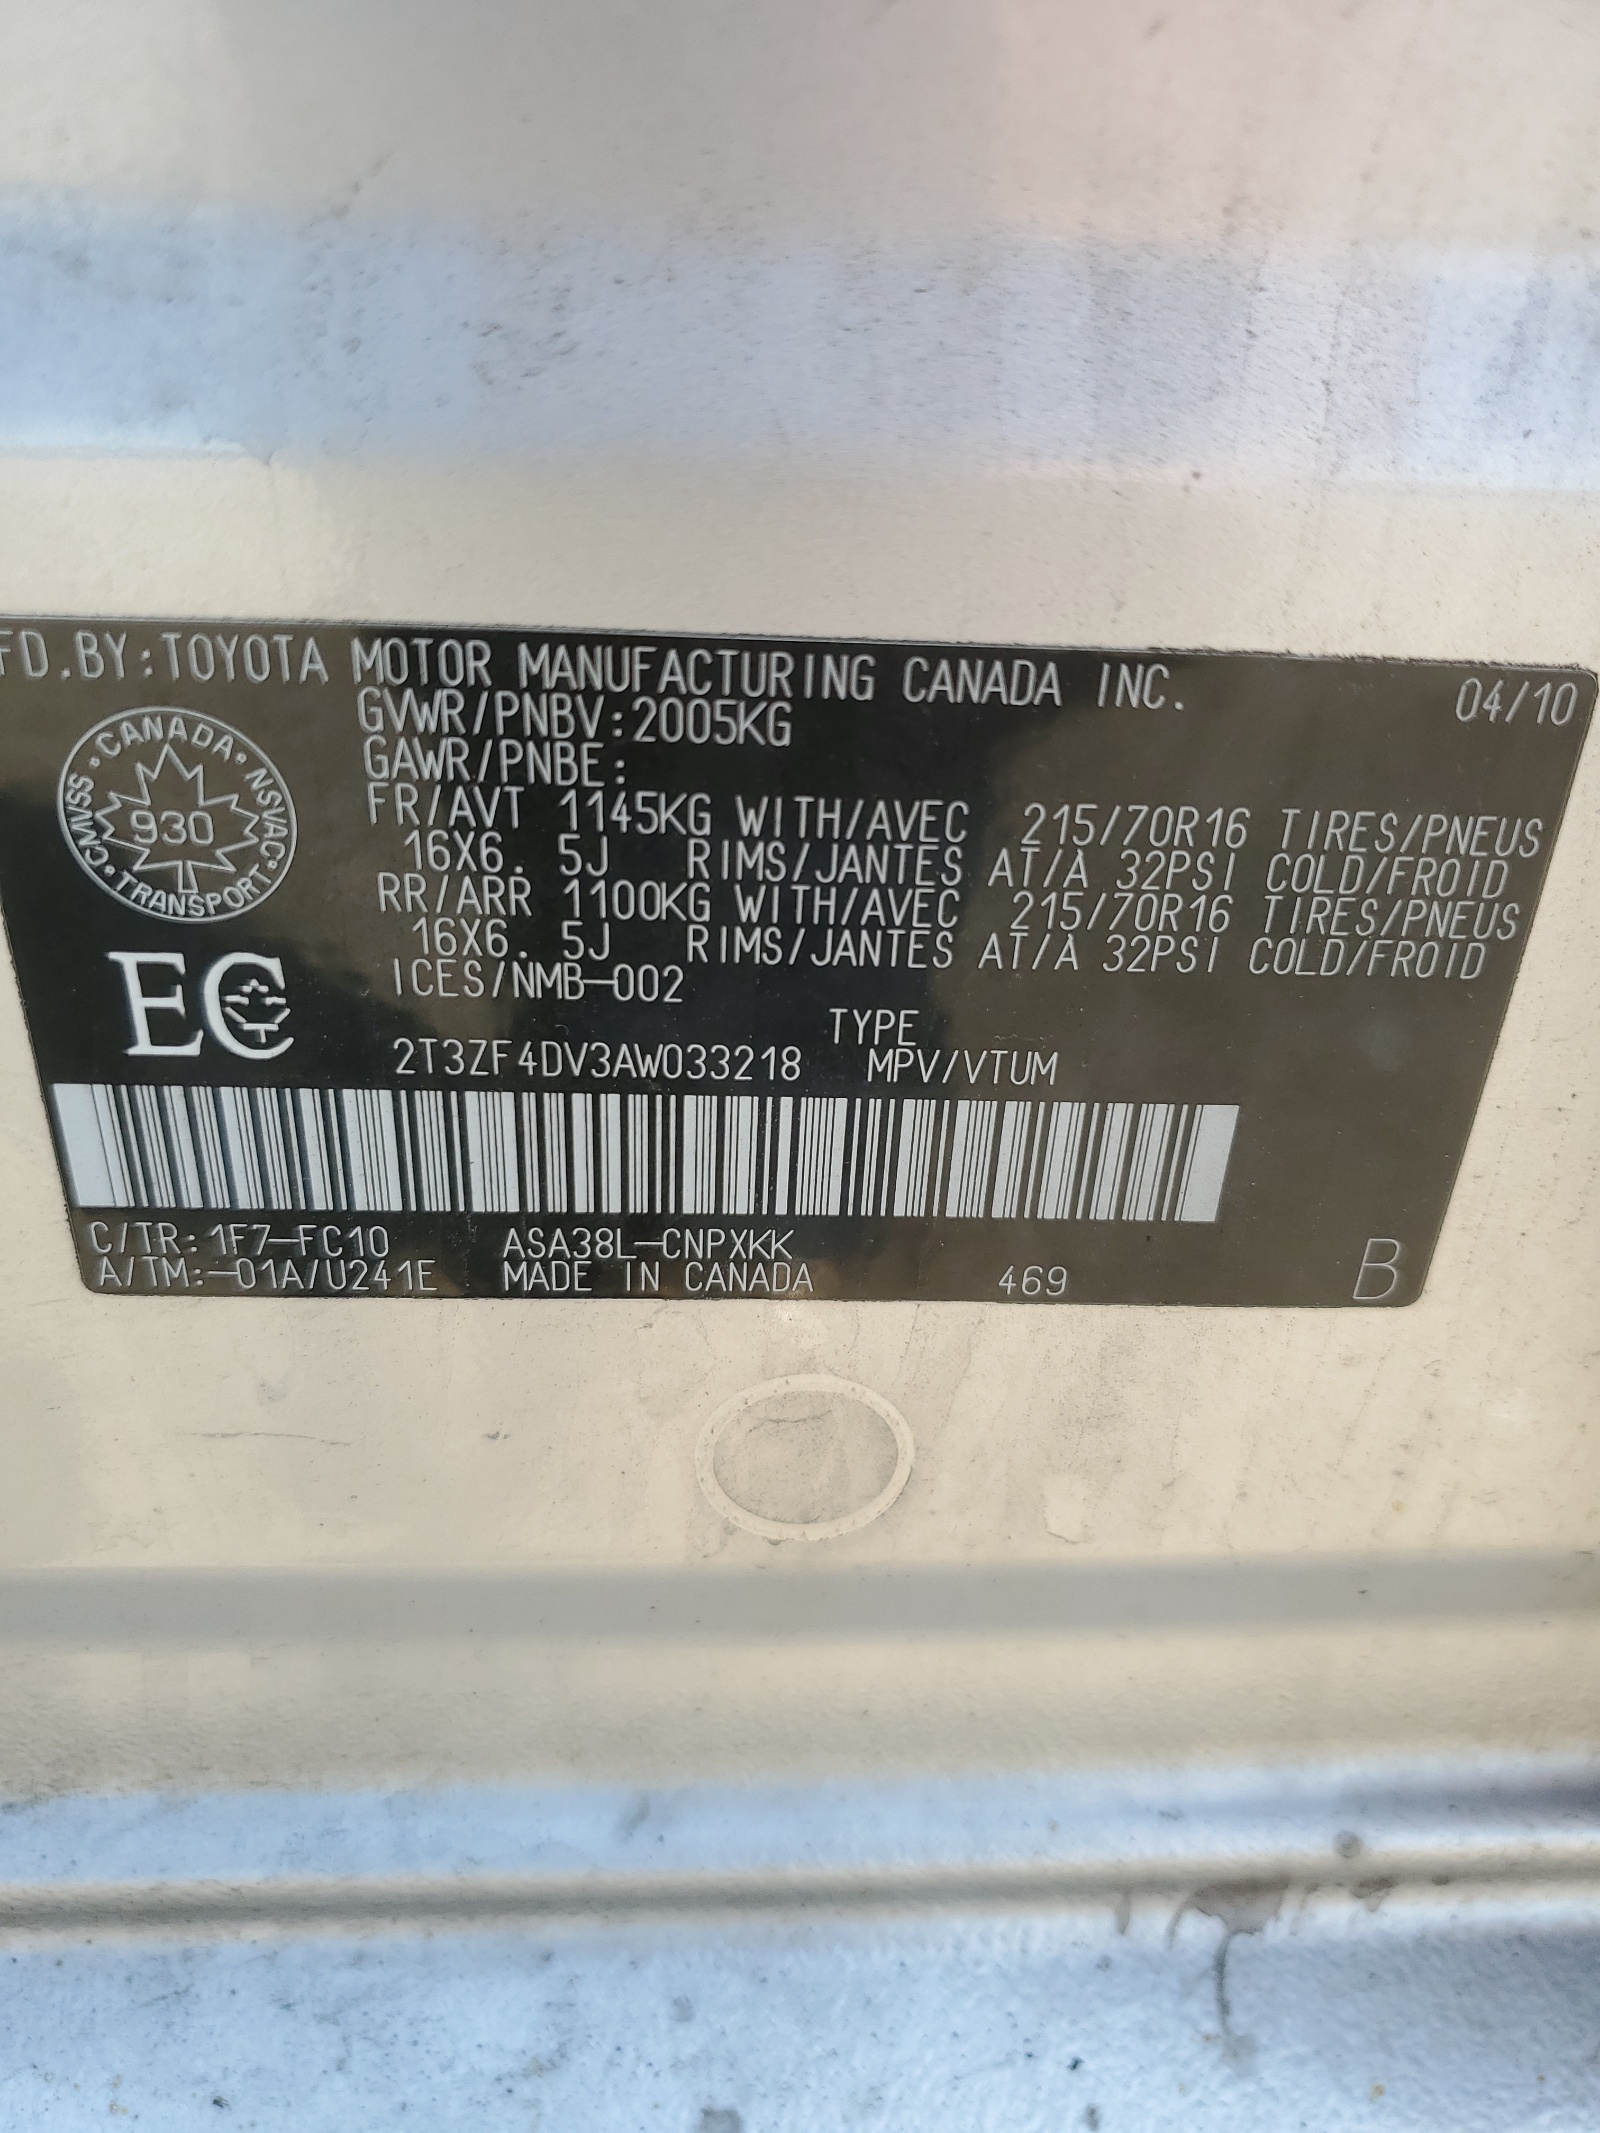 FD.BY:TOYOTA MOTOR MANUFACTURING CANADA INC. 04/10
GVWR/PNBV:2005KG
GAWR/PNBE:
FR/AVT 1145KG WITH/AVEC 215/70R16 TIRES/PNEUS
16X6. 5J RIMS/JANTES AT/À 32PSI COLD/FROID
RR/ARR 1100KG WITH/AVEC 215/70R16 TIRES/PNEUS
16X6. 5J RIMS/JANTES AT/À 32PSI COLD/FROID
ICES/NMB-002
CANADA
CMVSS NSVAC
930
TRANSPORT
EC
TYPE
2T3ZF4DV3AW033218 MPV/VTUM
C/TR:1F7-FC10 ASA38L-CNPXKK
A/TM:-01A/U241E MADE IN CANADA 469 B